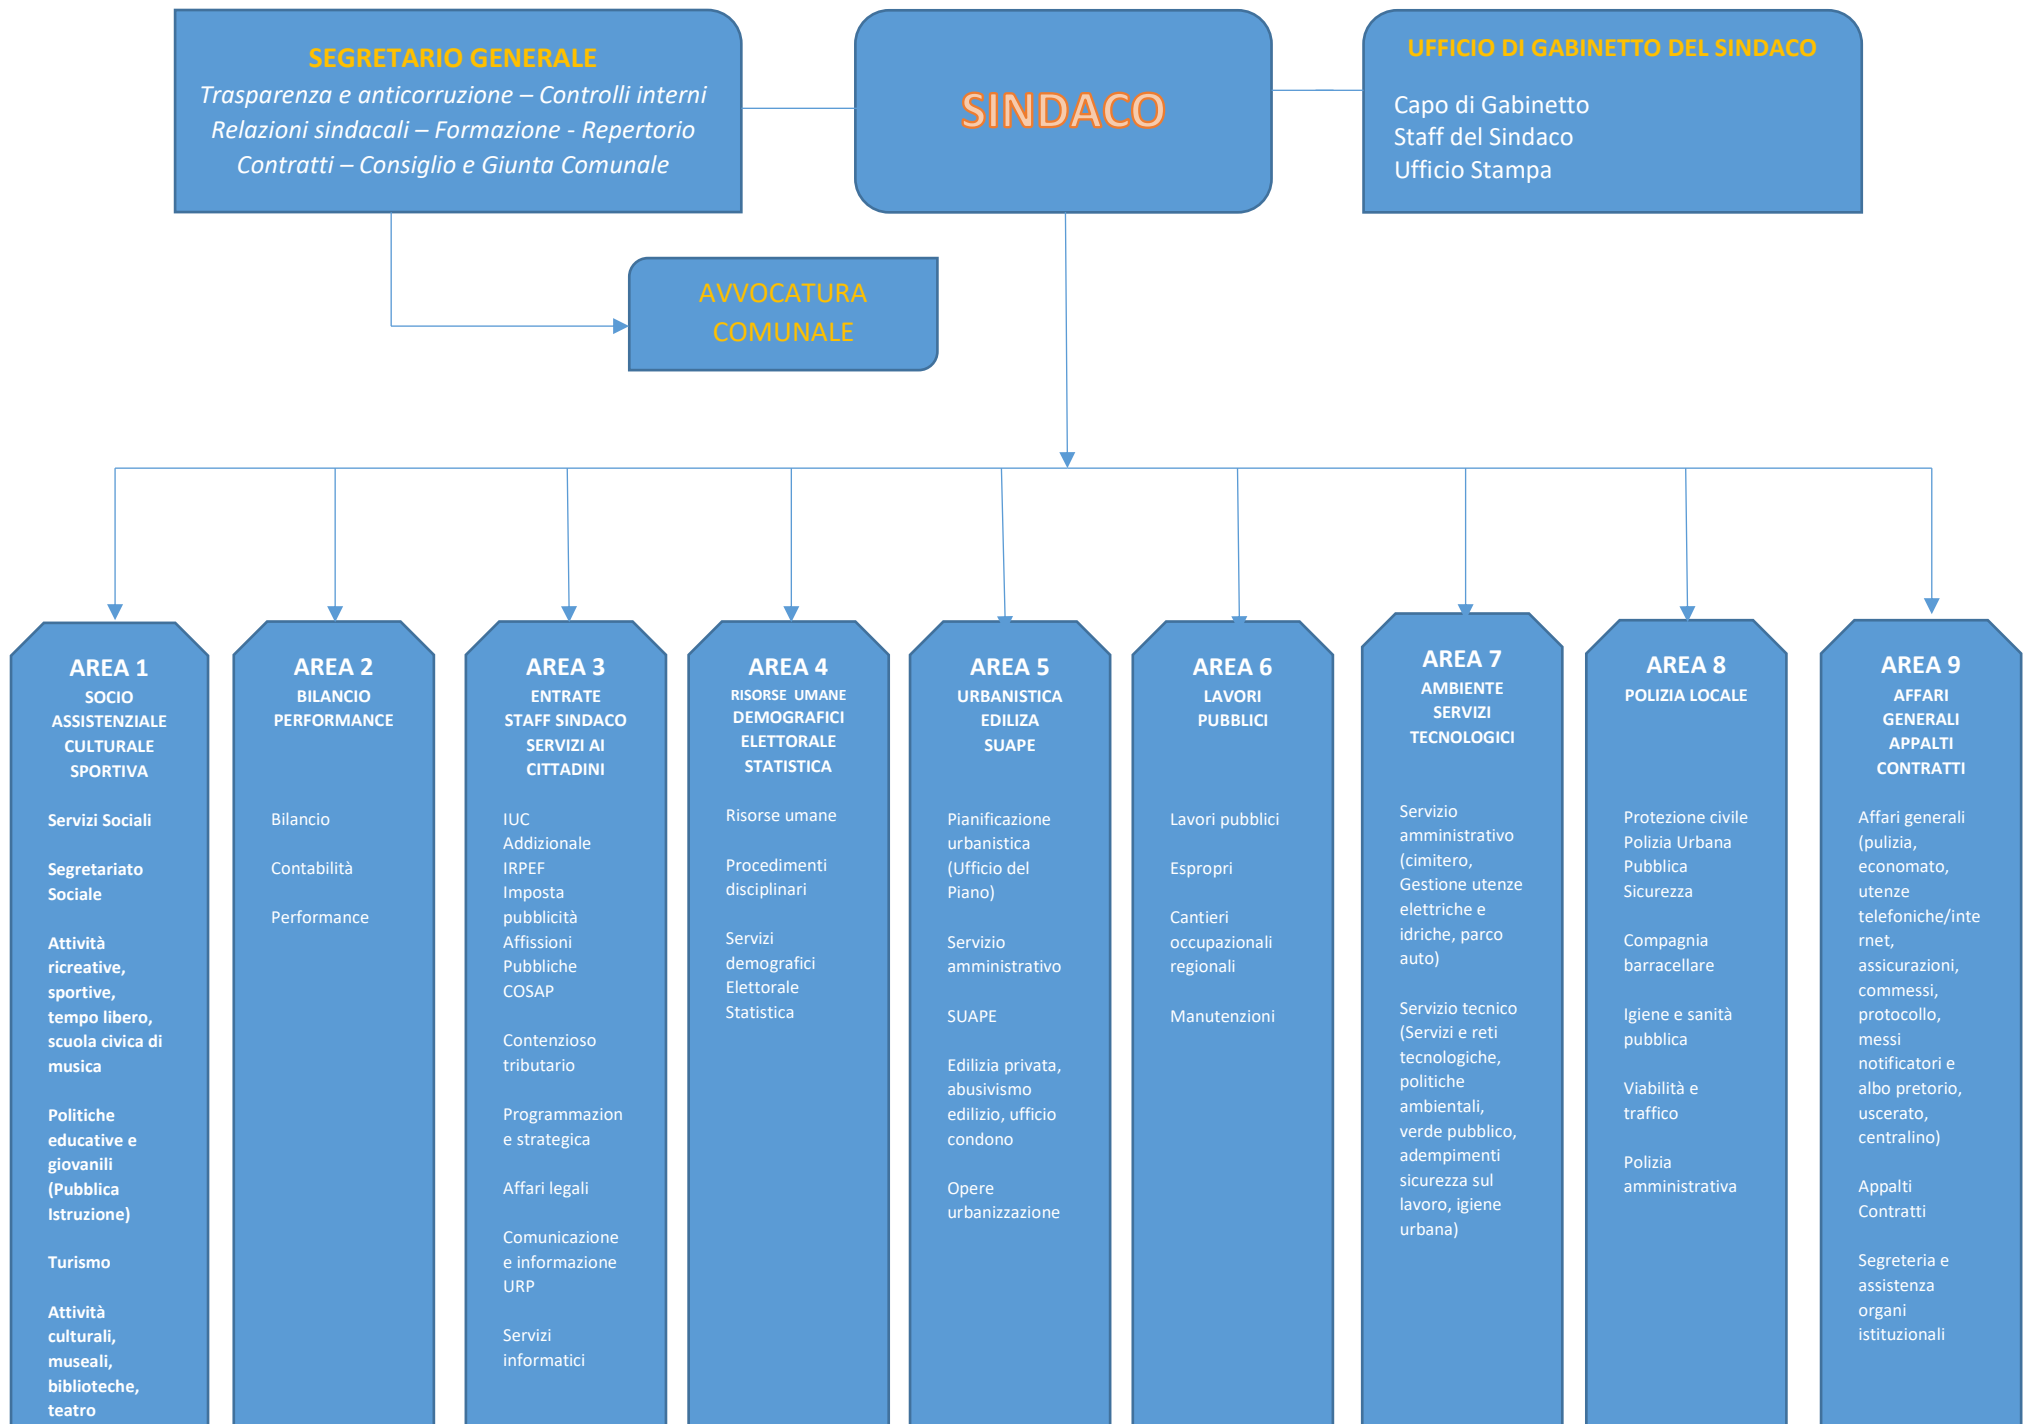 SEGRETARIO GENERALE
Trasparenza e anticorruzione – Controlli interni
Relazioni sindacali – Formazione - Repertorio
Contratti – Consiglio e Giunta Comunale
SINDACO
UFFICIO DI GABINETTO DEL SINDACO
Capo di Gabinetto
Staff del Sindaco
Ufficio Stampa
AVVOCATURA
COMUNALE
AREA 1
SOCIO
ASSISTENZIALE
CULTURALE
SPORTIVA
Servizi Sociali
Segretariato
Sociale
Attività
ricreative,
sportive,
tempo libero,
scuola civica di
musica
Politiche
educative e
giovanili
(Pubblica
Istruzione)
Turismo
Attività
culturali,
museali,
biblioteche,
teatro
AREA 2
BILANCIO
PERFORMANCE
Bilancio
Contabilità
Performance
AREA 3
ENTRATE
STAFF SINDACO
SERVIZI AI
CITTADINI
IUC
Addizionale
IRPEF
Imposta
pubblicità
Affissioni
Pubbliche
COSAP
Contenzioso
tributario
Programmazion
e strategica
Affari legali
Comunicazione
e informazione
URP
Servizi
informatici
AREA 4
RISORSE UMANE
DEMOGRAFICI
ELETTORALE
STATISTICA
Risorse umane
Procedimenti
disciplinari
Servizi
demografici
Elettorale
Statistica
AREA 5
URBANISTICA
EDILIZA
SUAPE
Pianificazione
urbanistica
(Ufficio del
Piano)
Servizio
amministrativo
SUAPE
Edilizia privata,
abusivismo
edilizio, ufficio
condono
Opere
urbanizzazione
AREA 6
LAVORI
PUBBLICI
Lavori pubblici
Espropri
Cantieri
occupazionali
regionali
Manutenzioni
AREA 7
AMBIENTE
SERVIZI
TECNOLOGICI
Servizio
amministrativo
(cimitero,
Gestione utenze
elettriche e
idriche, parco
auto)
Servizio tecnico
(Servizi e reti
tecnologiche,
politiche
ambientali,
verde pubblico,
adempimenti
sicurezza sul
lavoro, igiene
urbana)
AREA 8
POLIZIA LOCALE
Protezione civile
Polizia Urbana
Pubblica
Sicurezza
Compagnia
barracellare
Igiene e sanità
pubblica
Viabilità e
traffico
Polizia
amministrativa
AREA 9
AFFARI
GENERALI
APPALTI
CONTRATTI
Affari generali
(pulizia,
economato,
utenze
telefoniche/inte
rnet,
assicurazioni,
commessi,
protocollo,
messi
notificatori e
albo pretorio,
uscerato,
centralino)
Appalti
Contratti
Segreteria e
assistenza
organi
istituzionali